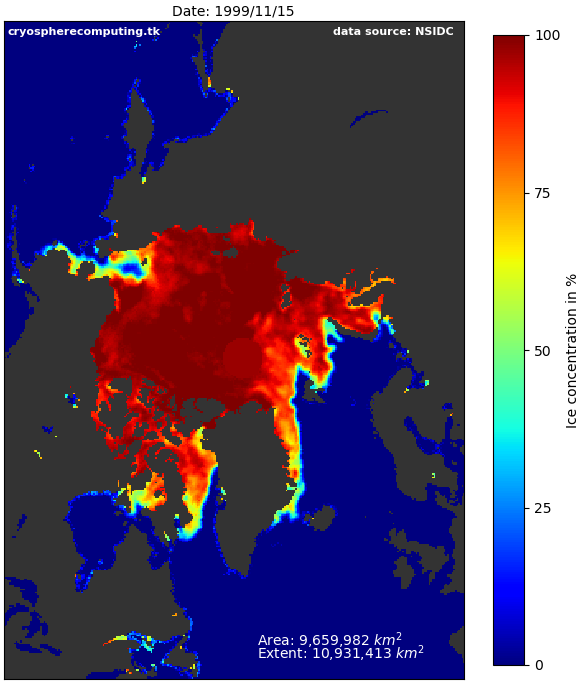 Date: 1999/11/15
cryospherecomputing.tk
data source: NSIDC
100
75
50
25
0
Ice concentration in %
Area: 9,659,982 km²
Extent: 10,931,413 km²